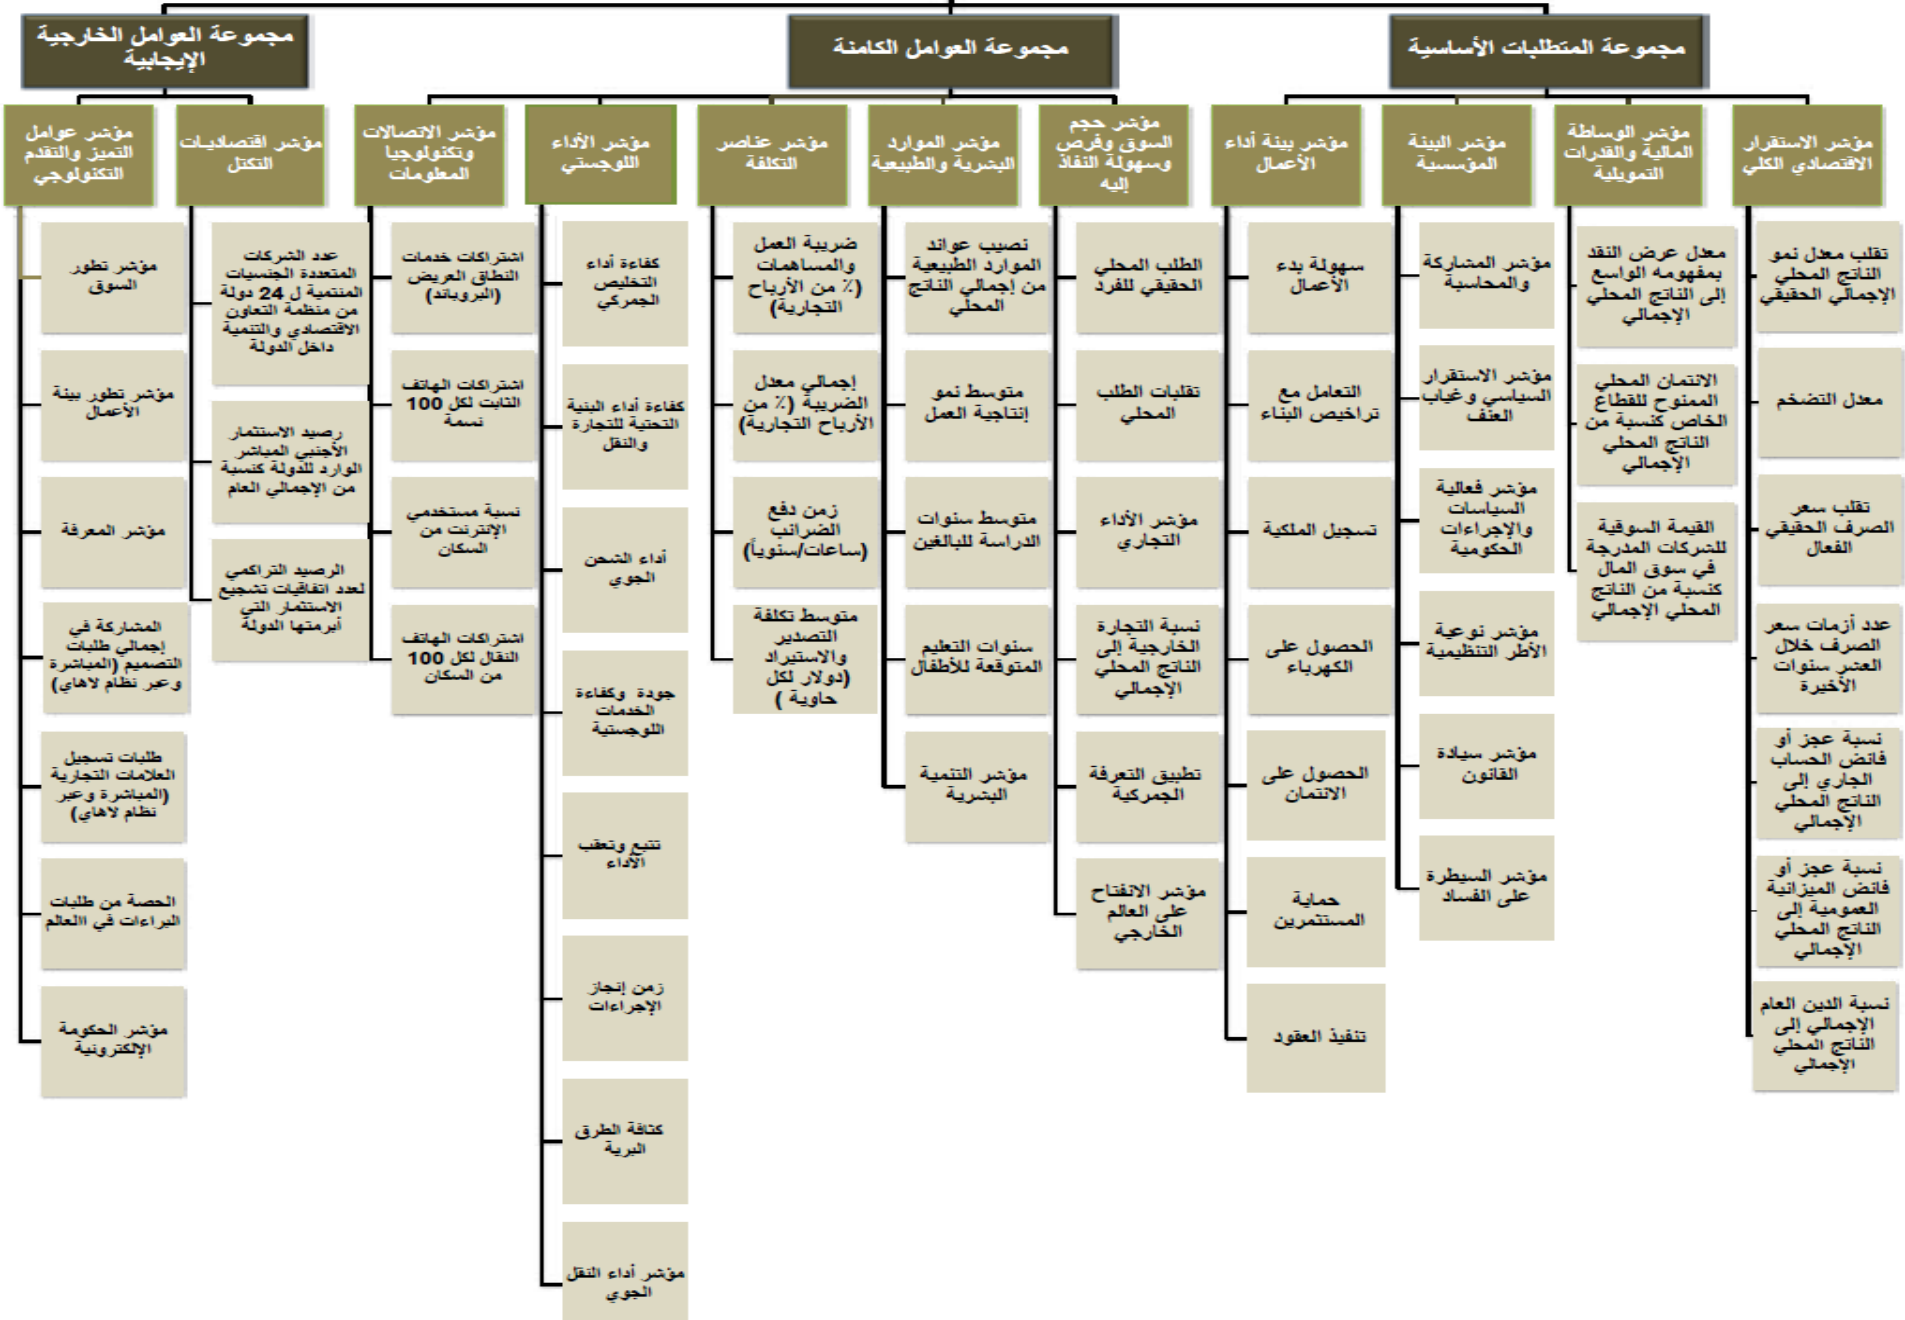 مجموعة المتطلبات الأساسية
مجموعة العوامل الكامنة
مجموعة العوامل الخارجية
الإيجابية
مؤشر الاستقرار
الاقتصادي الكلي
مؤشر الوساطة
المالية والقدرات
التمويلية
مؤشر البيئة
المؤسسية
مؤشر بيئة أداء
الأعمال
مؤشر حجم
السوق وفرص
وسهولة النفاذ
إليه
مؤشر الموارد
البشرية والطبيعية
مؤشر عناصر
التكلفة
مؤشر الأداء
اللوجستي
مؤشر الاتصالات
وتكنولوجيا
المعلومات
مؤشر اقتصاديات
التكتل
مؤشر عوامل
التميز والتقدم
التكنولوجي
تقلب معدل نمو
الناتج المحلي
الإجمالي الحقيقي
معدل التضخم
تقلب سعر
الصرف الحقيقي
الفعال
عدد أزمات سعر
الصرف خلال
العشر سنوات
الأخيرة
نسبة عجز أو
فائض الحساب
الجاري إلى
الناتج المحلي
الإجمالي
نسبة عجز أو
فائض الميزانية
العمومية إلى
الناتج المحلي
الإجمالي
نسبة الدين العام
الإجمالي إلى
الناتج المحلي
الإجمالي
معدل عرض النقد
بمفهومه الواسع
إلى الناتج المحلي
الإجمالي
الائتمان المحلي
الممنوح للقطاع
الخاص كنسبة من
الناتج المحلي
الإجمالي
القيمة السوقية
للشركات المدرجة
في سوق المال
كنسبة من الناتج
المحلي الإجمالي
مؤشر المشاركة
والمحاسبة
مؤشر الاستقرار
السياسي وغياب
العنف
مؤشر فعالية
السياسات
والإجراءات
الحكومية
مؤشر نوعية
الأطر التنظيمية
مؤشر سيادة
القانون
مؤشر السيطرة
على الفساد
سهولة بدء
الأعمال
التعامل مع
تراخيص البناء
تسجيل الملكية
الحصول على
الكهرباء
الحصول على
الائتمان
حماية
المستثمرين
تنفيذ العقود
الطلب المحلي
الحقيقي للفرد
تقلبات الطلب
المحلي
مؤشر الأداء
التجاري
نسبة التجارة
الخارجية إلى
الناتج المحلي
الإجمالي
تطبيق التعرفة
الجمركية
مؤشر الانفتاح
على العالم
الخارجي
نصيب عوائد
الموارد الطبيعية
من إجمالي الناتج
المحلي
متوسط نمو
إنتاجية العمل
متوسط سنوات
الدراسة للبالغين
سنوات التعليم
المتوقعة للأطفال
مؤشر التنمية
البشرية
ضريبة العمل
والمساهمات
(٪ من الأرباح
التجارية)
إجمالي معدل
الضريبة (٪ من
الأرباح التجارية)
زمن دفع
الضرائب
(ساعات/سنوياً)
متوسط تكلفة
التصدير
والاستيراد
(دولار لكل
حاوية )
كفاءة أداء
التخليص
الجمركي
كفاءة أداء البنية
التحتية للتجارة
والنقل
أداء الشحن
الجوي
جودة وكفاءة
الخدمات
اللوجستية
تتبع وتعقب
الأداء
زمن إنجاز
الإجراءات
كثافة الطرق
البرية
مؤشر أداء النقل
الجوي
اشتراكات خدمات
النطاق العريض
(البروباند)
اشتراكات الهاتف
الثابت لكل 100
نسمة
نسبة مستخدمي
الإنترنت من
السكان
اشتراكات الهاتف
النقال لكل 100
من السكان
عدد الشركات
المتعددة الجنسيات
المنتمية ل 24 دولة
من منظمة التعاون
الاقتصادي والتنمية
داخل الدولة
رصيد الاستثمار
الأجنبي المباشر
الوارد للدولة كنسبة
من الإجمالي العام
الرصيد التراكمي
لعدد اتفاقيات تشجيع
الاستثمار التي
أبرمتها الدولة
مؤشر تطور
السوق
مؤشر تطور بيئة
الأعمال
مؤشر المعرفة
المشاركة في
إجمالي طلبات
التصميم (المباشرة
وعبر نظام لاهاي)
طلبات تسجيل
العلامات التجارية
(المباشرة وعبر
نظام لاهاي)
الحصة من طلبات
البراءات في االعالم
مؤشر الحكومة
الإلكترونية